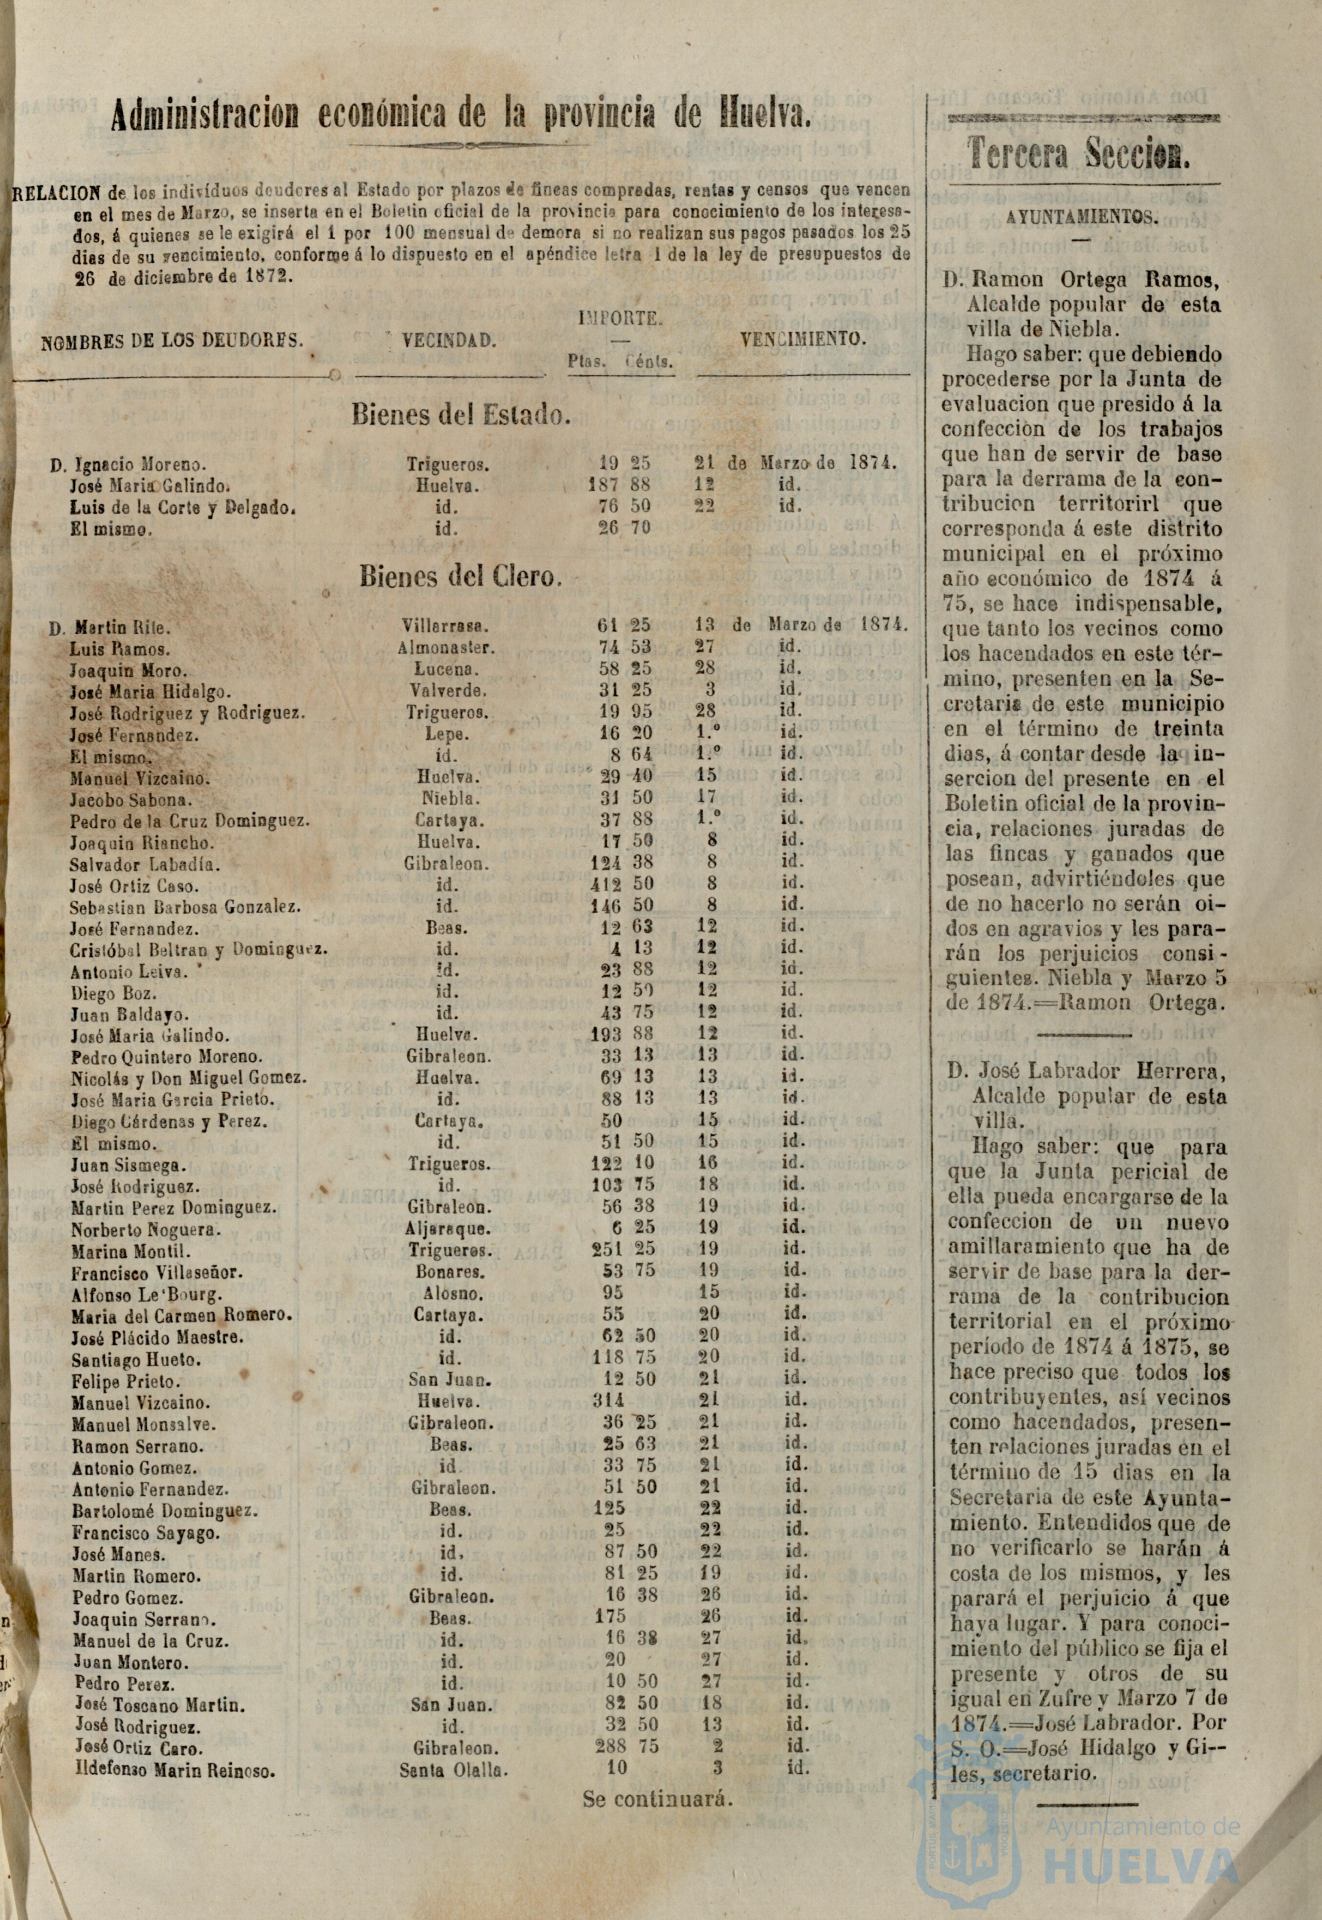 Administracion económica de la provincia de Huelva.
RELACION de los indivíduos deudores al Estado por plazos de fincas compradas, rentas y censos que vencen
en el mes de Marzo, se inserta en el Boletin oficial de la provincia para conocimiento de los interesa-
dos, á quienes se le exigirá el 1 por 100 mensual de demora si no realizan sus pagos pasados los 25
dias de su vencimiento, conforme á lo dispuesto en el apéndice letra 1 de la ley de presupuestos de
26 de diciembre de 1872.
NOMBRES DE LOS DEUDORES. VECINDAD. IMPORTE. VENCIMIENTO.
Ptas. Cénts.
Bienes del Estado.
D. Ignacio Moreno. Trigueros. 19 25 21 de Marzo de 1874.
José Maria Galindo. Huelva. 187 88 12 id.
Luis de la Corte y Delgado. id. 76 50 22 id.
El mismo. id. 26 70
Bienes del Clero.
D. Martin Rite. Villarrasa. 61 25 13 de Marzo de 1874.
Luis Ramos. Almonaster. 74 53 27 id.
Joaquin Moro. Lucena. 58 25 28 id.
José Maria Hidalgo. Valverde. 31 25 3 id.
José Rodriguez y Rodriguez. Trigueros. 19 95 28 id.
José Fernandez. Lepe. 16 20 1.º id.
El mismo. id. 8 64 1.º id.
Manuel Vizcaino. Huelva. 29 40 15 id.
Jacobo Sabona. Niebla. 31 50 17 id.
Pedro de la Cruz Dominguez. Cartaya. 37 88 1.º id.
Joaquin Riancho. Huelva. 17 50 8 id.
Salvador Labadía. Gibraleon. 124 38 8 id.
José Ortiz Caso. id. 412 50 8 id.
Sebastian Barbosa Gonzalez. id. 146 50 8 id.
José Fernandez. Beas. 12 63 12 id.
Cristóbal Beltran y Dominguez. id. 4 13 12 id.
Antonio Leiva. id. 23 88 12 id.
Diego Boz. id. 12 50 12 id.
Juan Baldayo. id. 43 75 12 id.
José Maria Galindo. Huelva. 193 88 12 id.
Pedro Quintero Moreno. Gibraleon. 33 13 13 id.
Nicolás y Don Miguel Gomez. Huelva. 69 13 13 id.
José Maria Garcia Prieto. id. 88 13 13 id.
Diego Cárdenas y Perez. Cartaya. 50 15 id.
El mismo. id. 51 50 15 id.
Juan Sismega. Trigueros. 122 10 16 id.
José Rodriguez. id. 103 75 18 id.
Martin Perez Dominguez. Gibraleon. 56 38 19 id.
Norberto Noguera. Aljaraque. 6 25 19 id.
Marina Montil. Trigueros. 251 25 19 id.
Francisco Villaseñor. Bonares. 53 75 19 id.
Alfonso Le'Bourg. Alosno. 95 15 id.
Maria del Carmen Romero. Cartaya. 55 20 id.
José Plácido Maestre. id. 62 50 20 id.
Santiago Hueto. id. 118 75 20 id.
Felipe Prieto. San Juan. 12 50 21 id.
Manuel Vizcaino. Huelva. 314 21 id.
Manuel Monsalve. Gibraleon. 36 25 21 id.
Ramon Serrano. Beas. 25 63 21 id.
Antonio Gomez. id 33 75 21 id.
Antonio Fernandez. Gibraleon. 51 50 21 id.
Bartolomé Dominguez. Beas. 125 22 id.
Francisco Sayago. id. 25 22 id.
José Manes. id. 87 50 22 id.
Martin Romero. id. 81 25 19 id.
Pedro Gomez. Gibraleon. 16 38 26 id.
Joaquin Serrano. Beas. 175 26 id.
Manuel de la Cruz. id. 16 38 27 id.
Juan Montero. id. 20 27 id.
Pedro Perez. id. 10 50 27 id.
José Toscano Martin. San Juan. 82 50 18 id.
José Rodriguez. id. 32 50 13 id.
José Ortiz Caro. Gibraleon. 288 75 2 id.
Ildefonso Marin Reinoso. Santa Olalla. 10 3 id.
Se continuará.
Tercera Seccion.
AYUNTAMIENTOS.
D. Ramon Ortega Ramos,
Alcalde popular de esta
villa de Niebla.
Hago saber: que debiendo
procederse por la Junta de
evaluacion que presido á la
confección de los trabajos
que han de servir de base
para la derrama de la con-
tribucion territorirl que
corresponda á este distrito
municipal en el próximo
año económico de 1874 á
75, se hace indispensable,
que tanto los vecinos como
los hacendados en este tér-
mino, presenten en la Se-
cretaria de este municipio
en el término de treinta
dias, á contar desde la in-
sercion del presente en el
Boletin oficial de la provin-
cia, relaciones juradas de
las fincas y ganados que
posean, advirtiéndoles que
de no hacerlo no serán oi-
dos en agravios y les para-
rán los perjuicios consi-
guientes. Niebla y Marzo 5
de 1874.=Ramon Ortega.
D. José Labrador Herrera,
Alcalde popular de esta
villa.
Hago saber: que para
que la Junta pericial de
ella pueda encargarse de la
confeccion de un nuevo
amillaramiento que ha de
servir de base para la der-
rama de la contribucion
territorial en el próximo
período de 1874 á 1875, se
hace preciso que todos los
contribuyentes, así vecinos
como hacendados, presen-
ten relaciones juradas en el
término de 15 dias en la
Secretaria de este Ayunta-
miento. Entendidos que de
no verificarlo se harán á
costa de los mismos, y les
parará el perjuicio á que
haya lugar. Y para conoci-
miento del público se fija el
presente y otros de su
igual en Zufre y Marzo 7 de
1874.=José Labrador. Por
S. O.=José Hidalgo y Gi--
les, secretario.
Ayuntamiento de
HUELVA